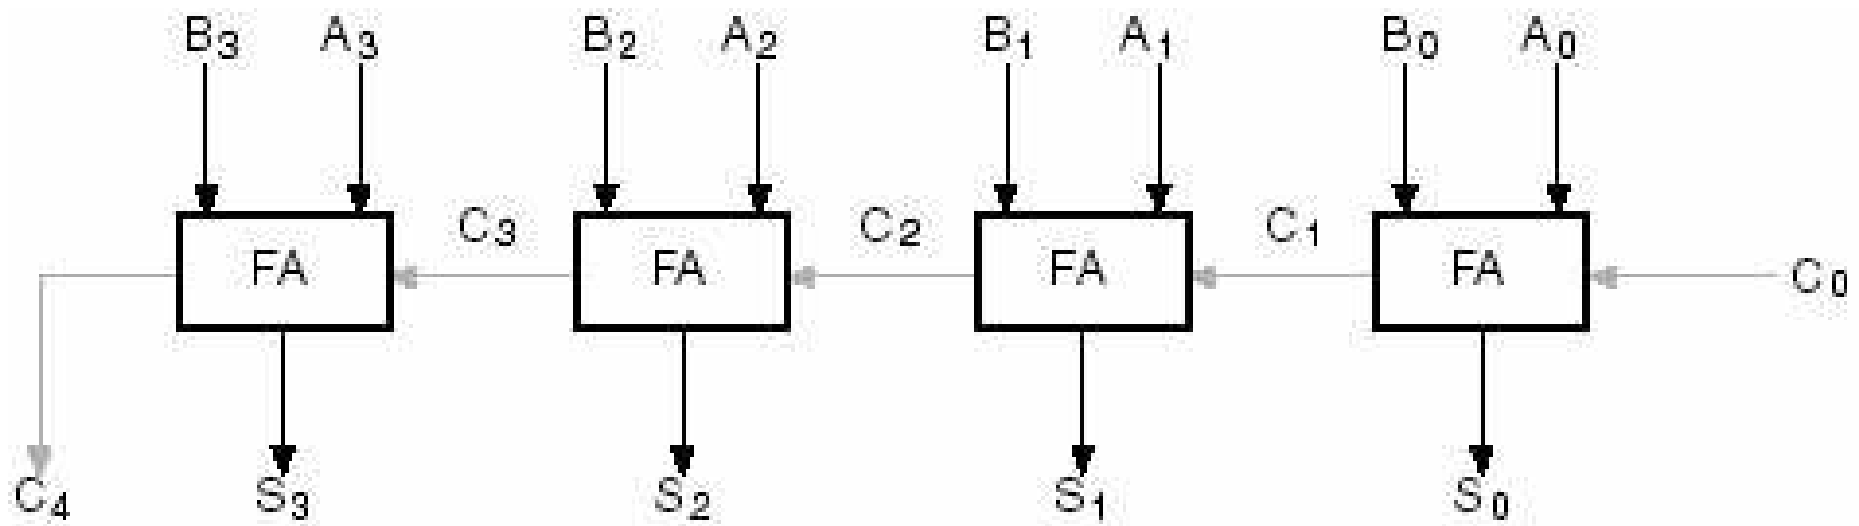 B3 A3 B2 A2 B1 A1 B0 A0
C3 C2 C1
FA FA FA FA C0
C4 S3 S2 S1 S0